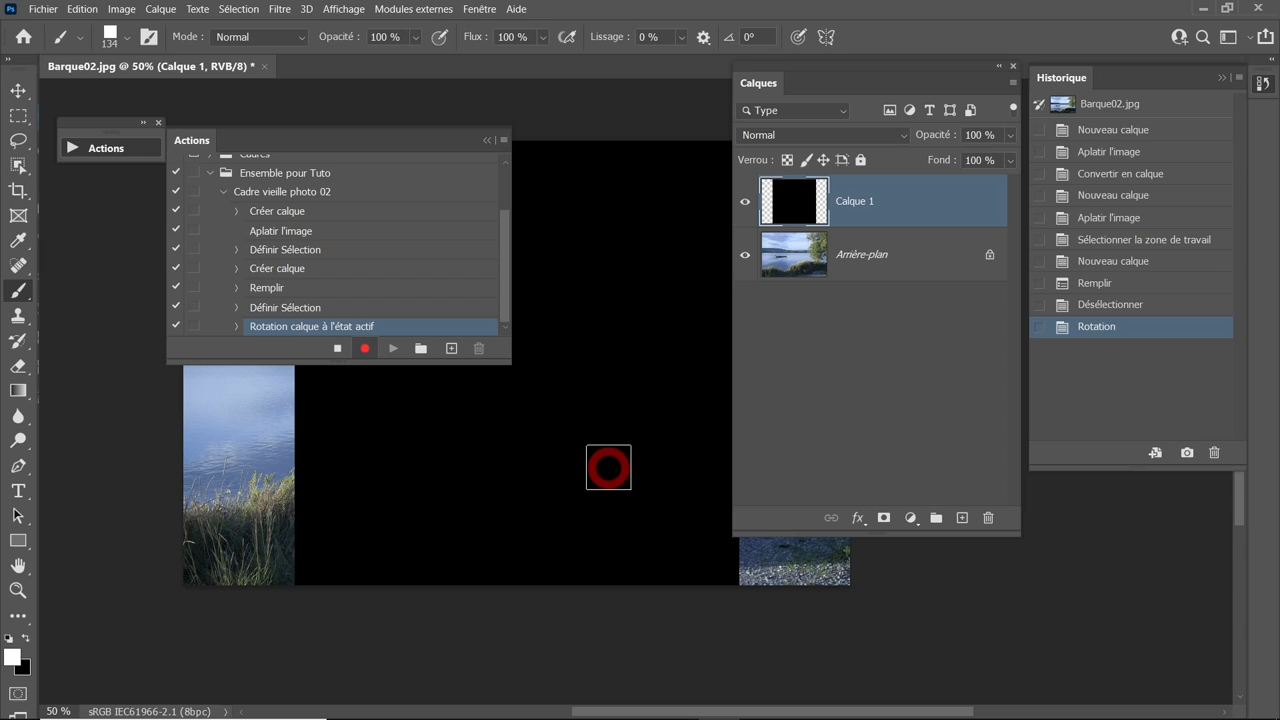 Fichier Edition Image Calque Texte Sélection Filtre 3D Affichage Modules externes Fenêtre Aide
134 Mode : Normal Opacité : 100 % Flux : 100 % Lissage : 0 % 0°
Barque02.jpg @ 50% (Calque 1, RVB/8) *
Actions
Actions
Cadres
Ensemble pour Tuto
Cadre vieille photo 02
Créer calque
Aplatir l'image
Définir Sélection
Créer calque
Remplir
Définir Sélection
Rotation calque à l'état actif
Calques
Type
Normal Opacité : 100 %
Verrou : Fond : 100 %
Calque 1
Arrière-plan
fx
Historique
Barque02.jpg
Nouveau calque
Aplatir l'image
Convertir en calque
Nouveau calque
Aplatir l'image
Sélectionner la zone de travail
Nouveau calque
Remplir
Désélectionner
Rotation
50 % sRGB IEC61966-2.1 (8bpc)